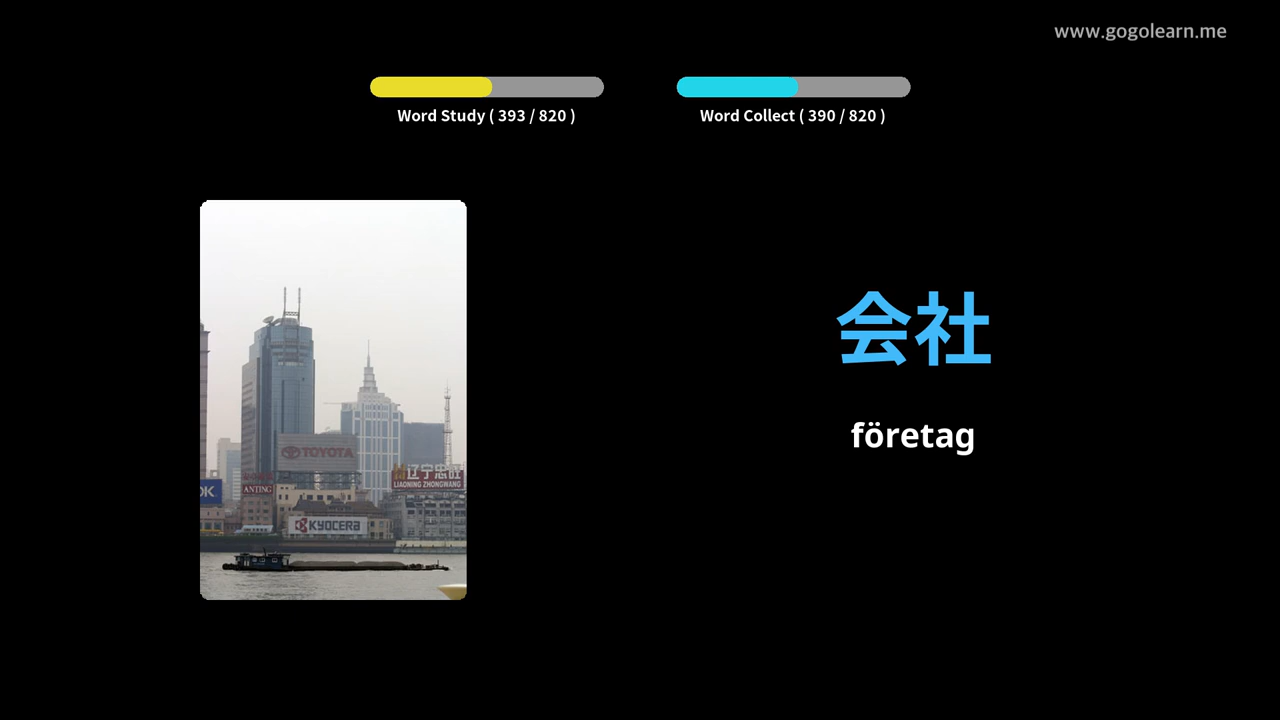 www.gogolearn.me
Word Study ( 393 / 820 )
Word Collect ( 390 / 820 )
会社
företag
TOYOTA
辽宁忠旺
LIAONING ZHONGWANG
OK
ANTING
KYOCERA